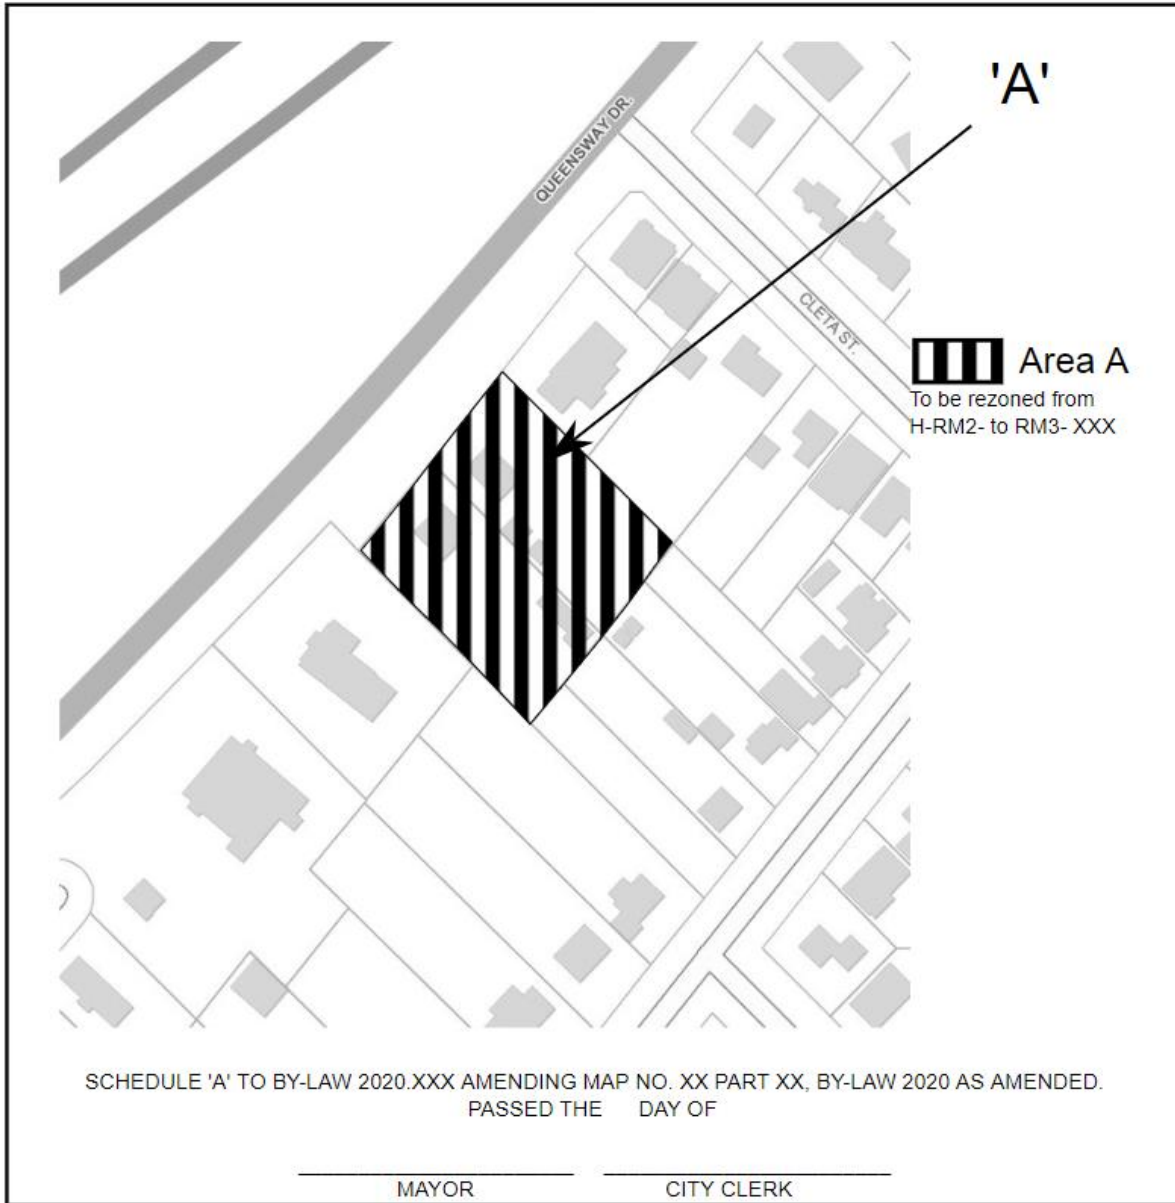 'A'
QUEENSWAY DR.
CLETA ST.
Area A
To be rezoned from
H-RM2- to RM3- XXX
SCHEDULE 'A' TO BY-LAW 2020.XXX AMENDING MAP NO. XX PART XX, BY-LAW 2020 AS AMENDED.
PASSED THE DAY OF
MAYOR CITY CLERK